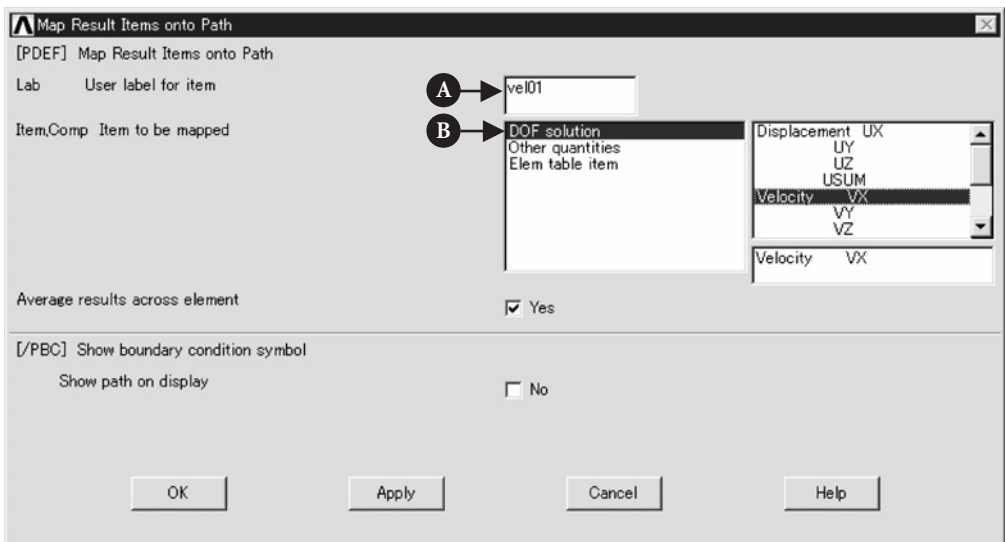 Map Result Items onto Path
[PDEF] Map Result Items onto Path
Lab User label for item
A
vel01
Item,Comp Item to be mapped
B
DOF solution
Other quantities
Elem table item
Displacement UX
UY
UZ
USUM
Velocity VX
VY
VZ
Velocity VX
Average results across element
Yes
[/PBC] Show boundary condition symbol
Show path on display
No
OK
Apply
Cancel
Help